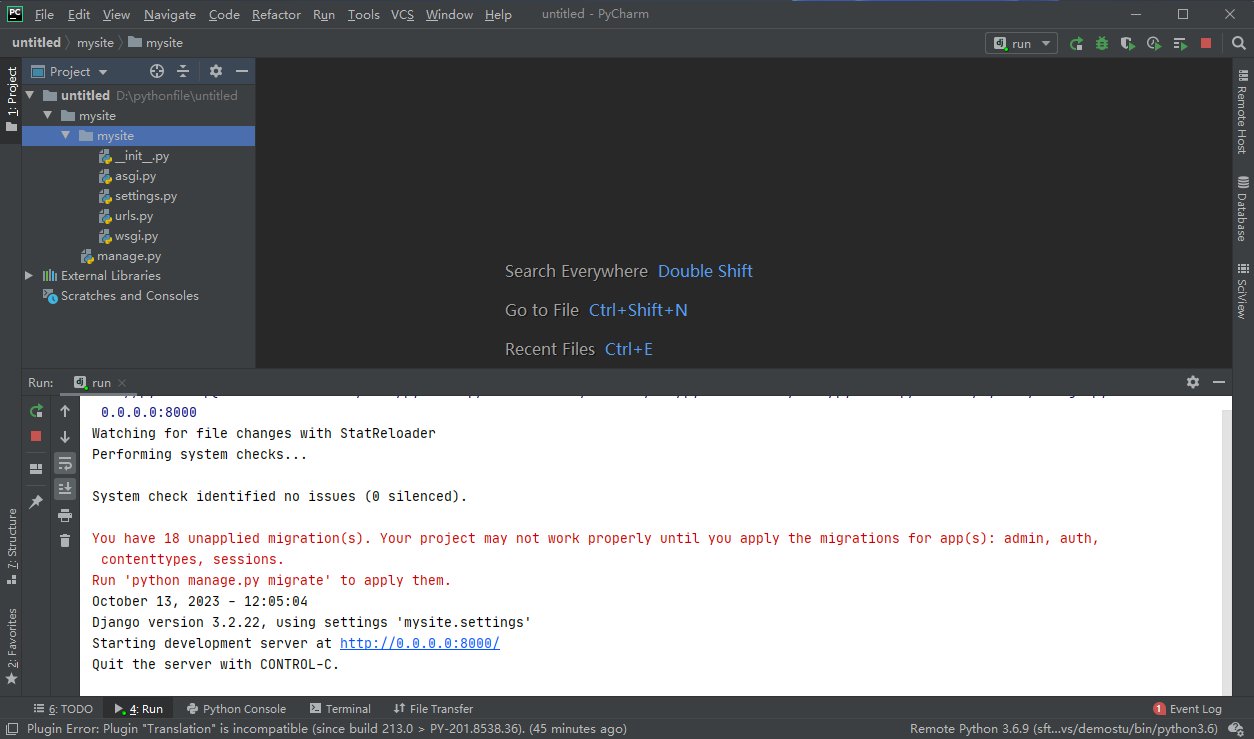 PC File Edit View Navigate Code Refactor Run Tools VCS Window Help untitled - PyCharm
untitled mysite mysite
dj run
1: Project
Project
untitled D:\pythonfile\untitled
mysite
mysite
__init__.py
asgi.py
settings.py
urls.py
wsgi.py
manage.py
External Libraries
Scratches and Consoles
Search Everywhere Double Shift
Go to File Ctrl+Shift+N
Recent Files Ctrl+E
Remote Host
Database
SciView
Run: dj run
0.0.0.0:8000
Watching for file changes with StatReloader
Performing system checks...
System check identified no issues (0 silenced).
You have 18 unapplied migration(s). Your project may not work properly until you apply the migrations for app(s): admin, auth,
contenttypes, sessions.
Run 'python manage.py migrate' to apply them.
October 13, 2023 - 12:05:04
Django version 3.2.22, using settings 'mysite.settings'
Starting development server at http://0.0.0.0:8000/
Quit the server with CONTROL-C.
7: Structure
2: Favorites
6: TODO 4: Run Python Console Terminal File Transfer 1 Event Log
Plugin Error: Plugin "Translation" is incompatible (since build 213.0 > PY-201.8538.36). (45 minutes ago) Remote Python 3.6.9 (sft...vs/demostu/bin/python3.6)